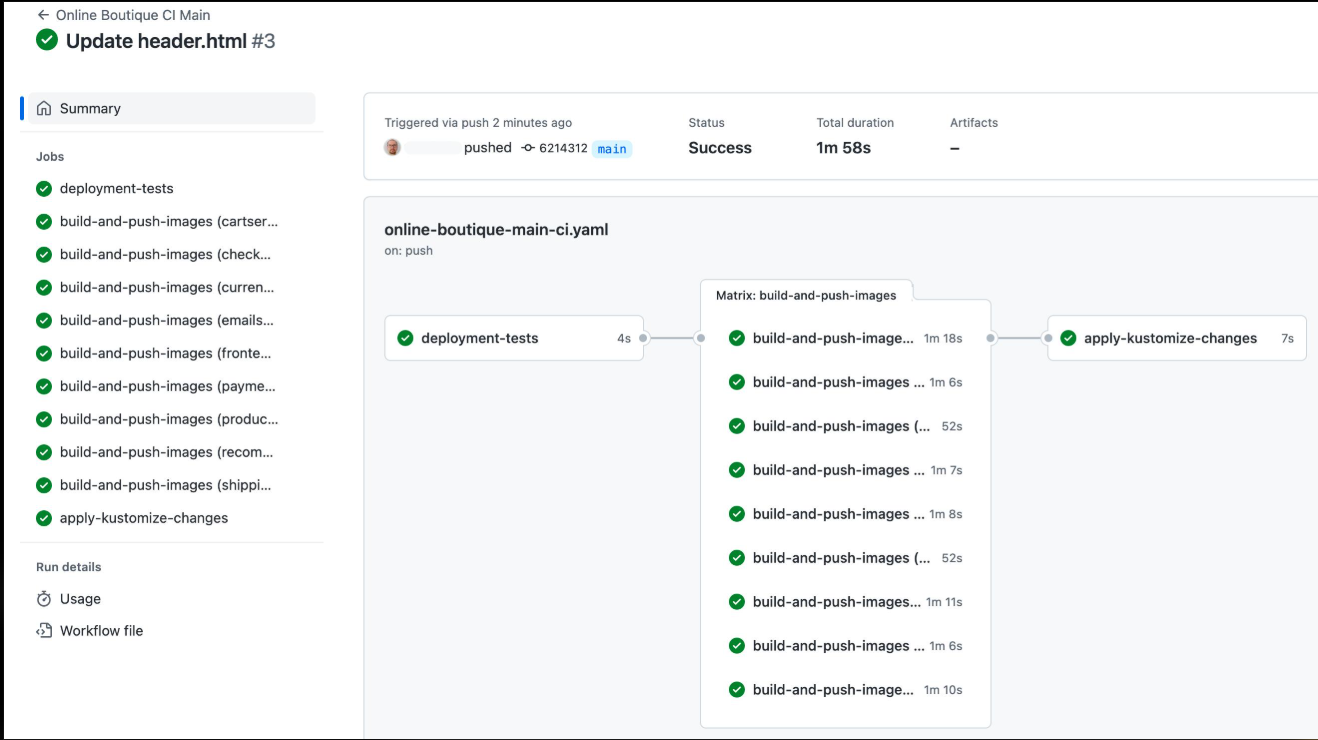 ← Online Boutique CI Main
Update header.html #3
Summary
Jobs
deployment-tests
build-and-push-images (cartser...
build-and-push-images (check...
build-and-push-images (curren...
build-and-push-images (emails...
build-and-push-images (fronte...
build-and-push-images (payme...
build-and-push-images (produc...
build-and-push-images (recom...
build-and-push-images (shippi...
apply-kustomize-changes
Run details
Usage
Workflow file
Triggered via push 2 minutes ago
pushed 6214312 main
Status
Success
Total duration
1m 58s
Artifacts
–
online-boutique-main-ci.yaml
on: push
deployment-tests 4s
Matrix: build-and-push-images
build-and-push-image... 1m 18s
build-and-push-images ... 1m 6s
build-and-push-images (... 52s
build-and-push-images ... 1m 7s
build-and-push-images ... 1m 8s
build-and-push-images (... 52s
build-and-push-images... 1m 11s
build-and-push-images ... 1m 6s
build-and-push-image... 1m 10s
apply-kustomize-changes 7s